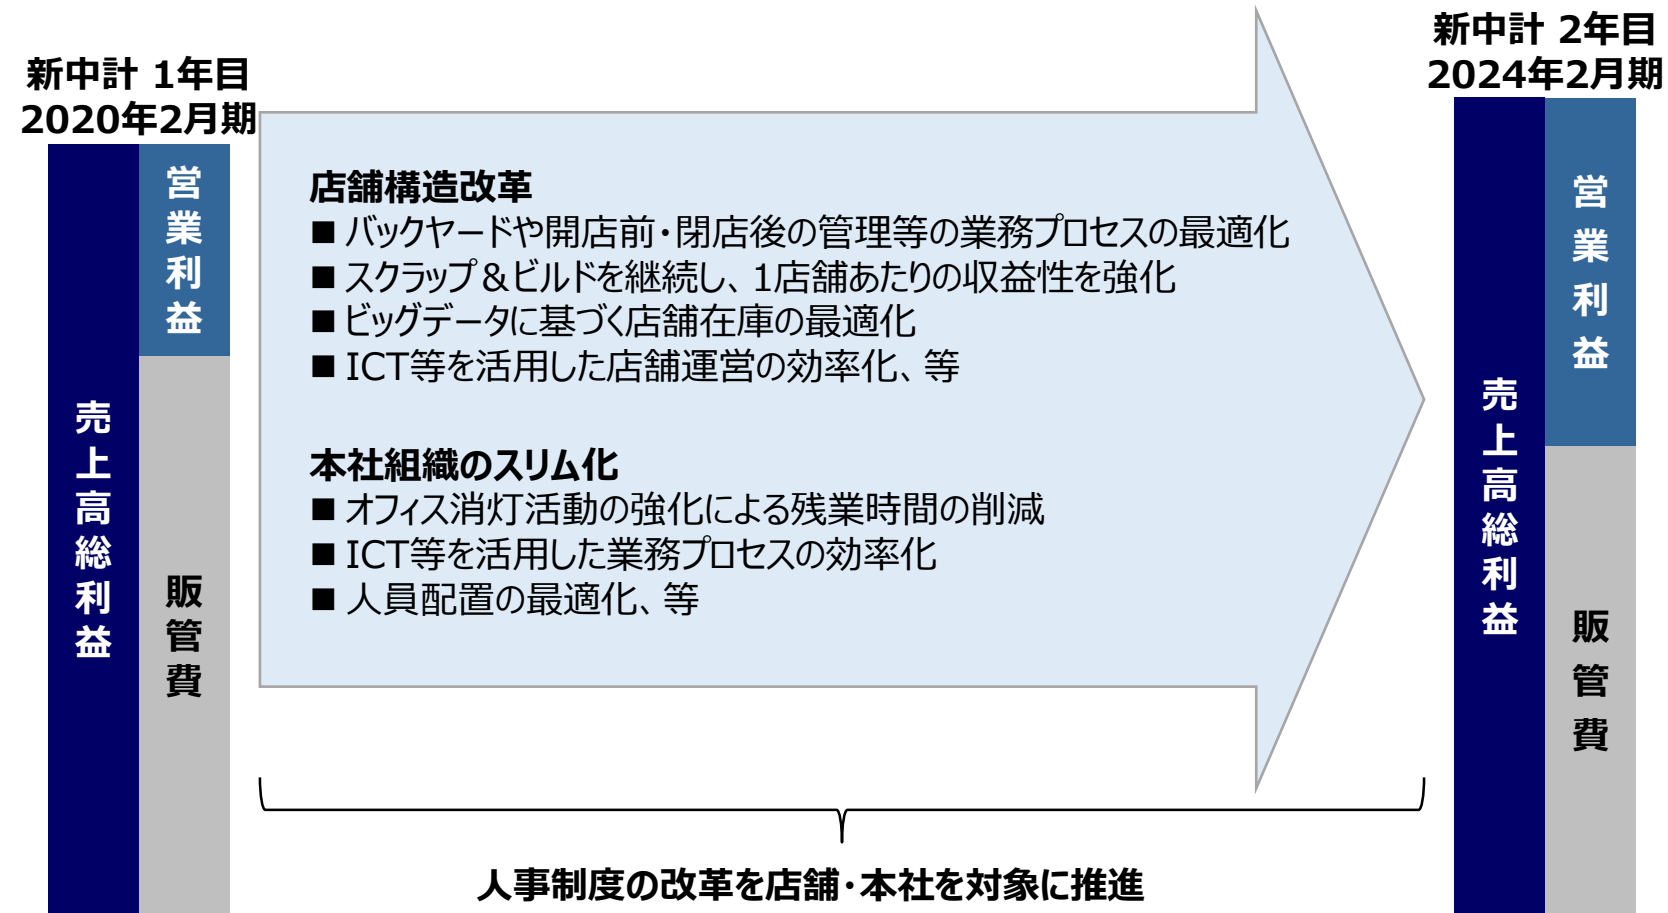 新中計 1年目
2020年2月期
売上高総利益
営業利益
販管費
店舗構造改革
■ バックヤードや開店前・閉店後の管理等の業務プロセスの最適化
■ スクラップ＆ビルドを継続し、1店舗あたりの収益性を強化
■ ビッグデータに基づく店舗在庫の最適化
■ ICT等を活用した店舗運営の効率化、等
本社組織のスリム化
■ オフィス消灯活動の強化による残業時間の削減
■ ICT等を活用した業務プロセスの効率化
■ 人員配置の最適化、等
人事制度の改革を店舗・本社を対象に推進
新中計 2年目
2024年2月期
売上高総利益
営業利益
販管費